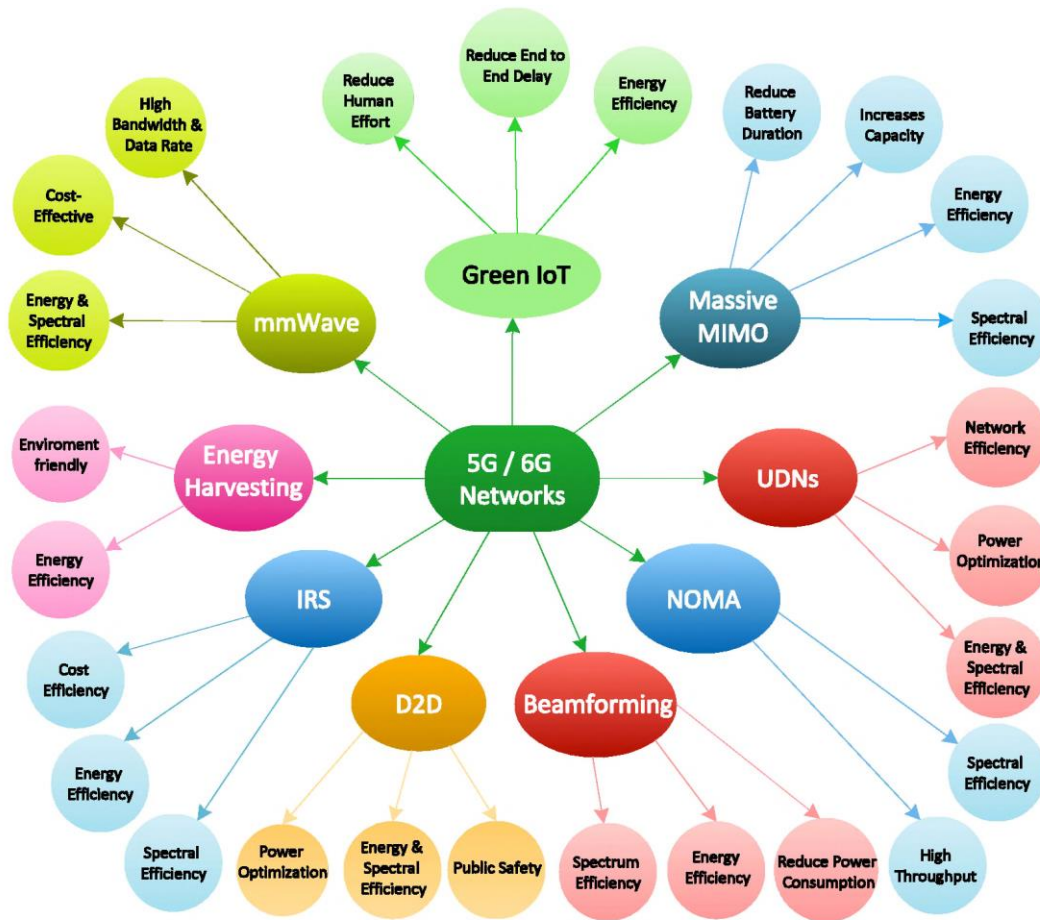 Reduce End to
End Delay
Reduce
Human
Effort
Energy
Efficiency
Reduce
Battery
Duration
Increases
Capacity
High
Bandwidth &
Data Rate
Cost-
Effective
Energy
Efficiency
Green IoT
Energy &
Spectral
Efficiency
mmWave
Massive
MIMO
Spectral
Efficiency
Enviroment
friendly
Energy
Harvesting
5G / 6G
Networks
UDNs
Network
Efficiency
Energy
Efficiency
Power
Optimization
IRS
NOMA
Cost
Efficiency
Energy &
Spectral
Efficiency
D2D
Beamforming
Energy
Efficiency
Spectral
Efficiency
Spectral
Efficiency
Power
Optimization
Energy &
Spectral
Efficiency
Public Safety
Spectrum
Efficiency
Energy
Efficiency
Reduce Power
Consumption
High
Throughput